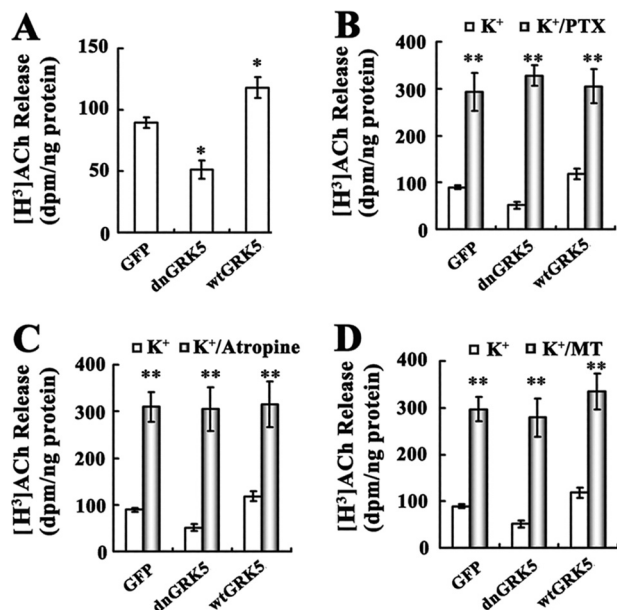 A
[H³]ACh Release
(dpm/ng protein)
150
100
50
0
*
*
GFP
dnGRK5
wtGRK5
B
K⁺ K⁺/PTX
[H³]ACh Release
(dpm/ng protein)
400
300
200
100
0
** ** **
GFP
dnGRK5
wtGRK5
C
K⁺ K⁺/Atropine
[H³]ACh Release
(dpm/ng protein)
400
300
200
100
0
** ** **
GFP
dnGRK5
wtGRK5
D
K⁺ K⁺/MT
[H³]ACh Release
(dpm/ng protein)
400
300
200
100
0
** ** **
GFP
dnGRK5
wtGRK5